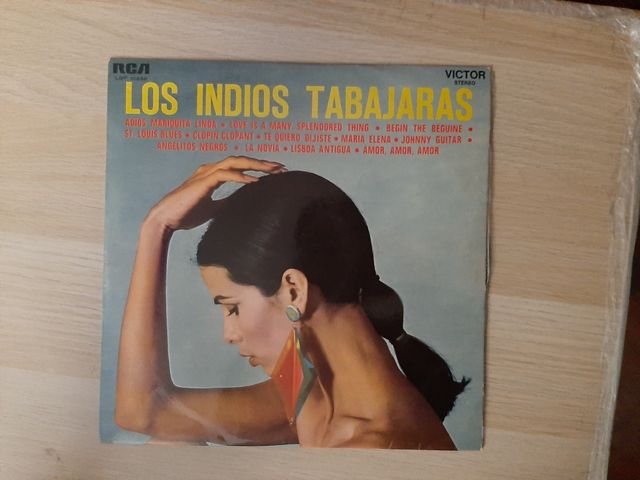 RCA
VICTOR
STEREO
LOS INDIOS TABAJARAS
ADIOS MARIQUITA LINDA • LOVE IS A MANY SPLENDORED THING • BEGIN THE BEGUINE •
ST. LOUIS BLUES • CLOPIN CLOPANT • TE QUIERO DIJISTE • MARIA ELENA • JOHNNY GUITAR •
ANGELITOS NEGROS • LA NOVIA • LISBOA ANTIGUA • AMOR, AMOR, AMOR